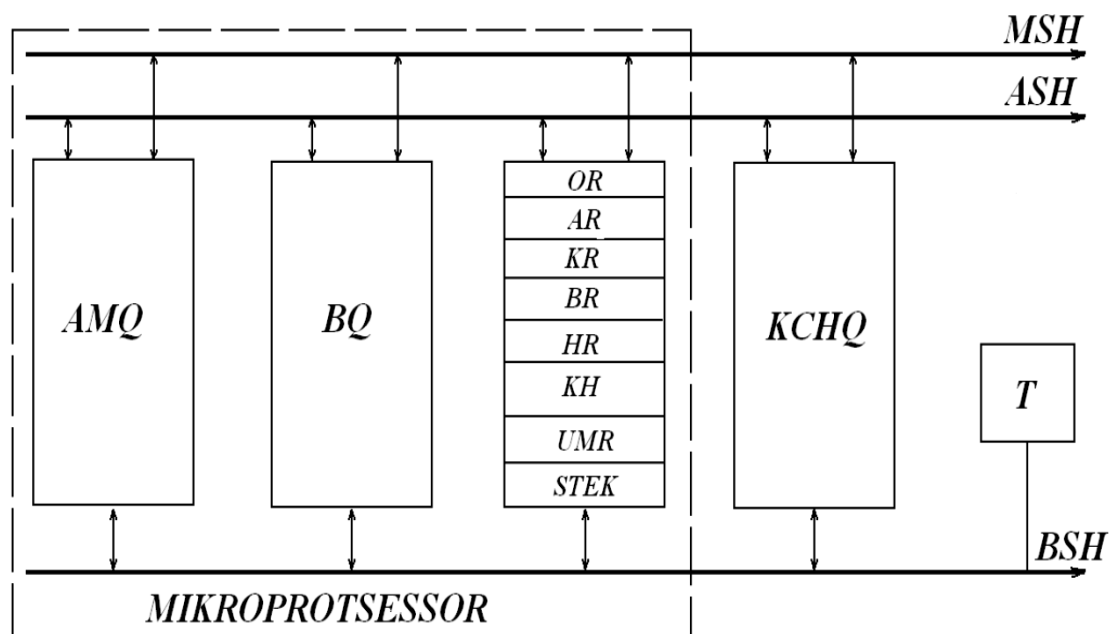 MSH
ASH
AMQ
BQ
OR
AR
KR
BR
HR
KH
UMR
STEK
KCHQ
T
BSH
MIKROPROTSESSOR